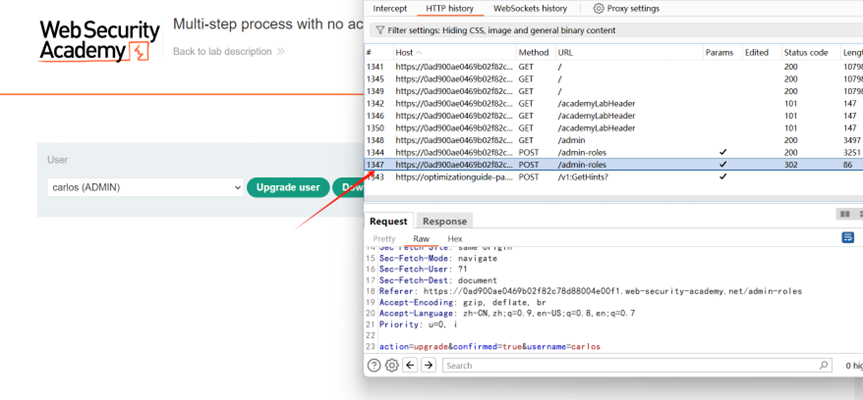 Web Security
Academy
Multi-step process with no ac
Back to lab description
User
carlos (ADMIN)
Upgrade user
Dow
Intercept HTTP history WebSockets history Proxy settings
Filter settings: Hiding CSS, image and general binary content
# Host Method URL Params Edited Status code Lengt
1341 https://0ad900ae0469b02f82c... GET / 200 10798
1345 https://0ad900ae0469b02f82c... GET / 200 10798
1349 https://0ad900ae0469b02f82c... GET / 200 10798
1342 https://0ad900ae0469b02f82c... GET /academyLabHeader 101 147
1346 https://0ad900ae0469b02f82c... GET /academyLabHeader 101 147
1350 https://0ad900ae0469b02f82c... GET /academyLabHeader 101 147
1348 https://0ad900ae0469b02f82c... GET /admin 200 3497
1344 https://0ad900ae0469b02f82c... POST /admin-roles ✓ 200 3251
1347 https://0ad900ae0469b02f82c... POST /admin-roles ✓ 302 86
1343 https://optimizationguide-pa... POST /v1:GetHints? ✓
Request Response
Pretty Raw Hex
14 Sec-Fetch-Site: same-origin
15 Sec-Fetch-Mode: navigate
16 Sec-Fetch-User: ?1
17 Sec-Fetch-Dest: document
18 Referer: https://0ad900ae0469b02f82c78d88004e00f1.web-security-academy.net/admin-roles
19 Accept-Encoding: gzip, deflate, br
20 Accept-Language: zh-CN,zh;q=0.9,en-US;q=0.8,en;q=0.7
21 Priority: u=0, i
22
23 action=upgrade&confirmed=true&username=carlos
Search
0 hig